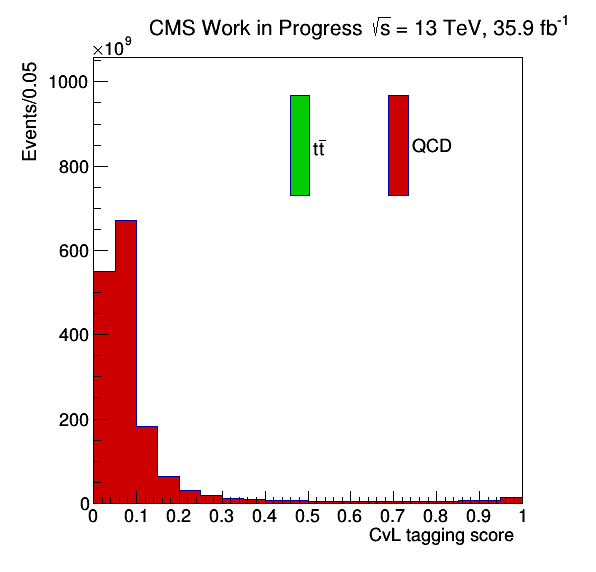 CMS Work in Progress √s = 13 TeV, 35.9 fb⁻¹
×10⁹
Events/0.05
1000
800
600
400
200
0
tt̅
QCD
0 0.1 0.2 0.3 0.4 0.5 0.6 0.7 0.8 0.9 1
CvL tagging score